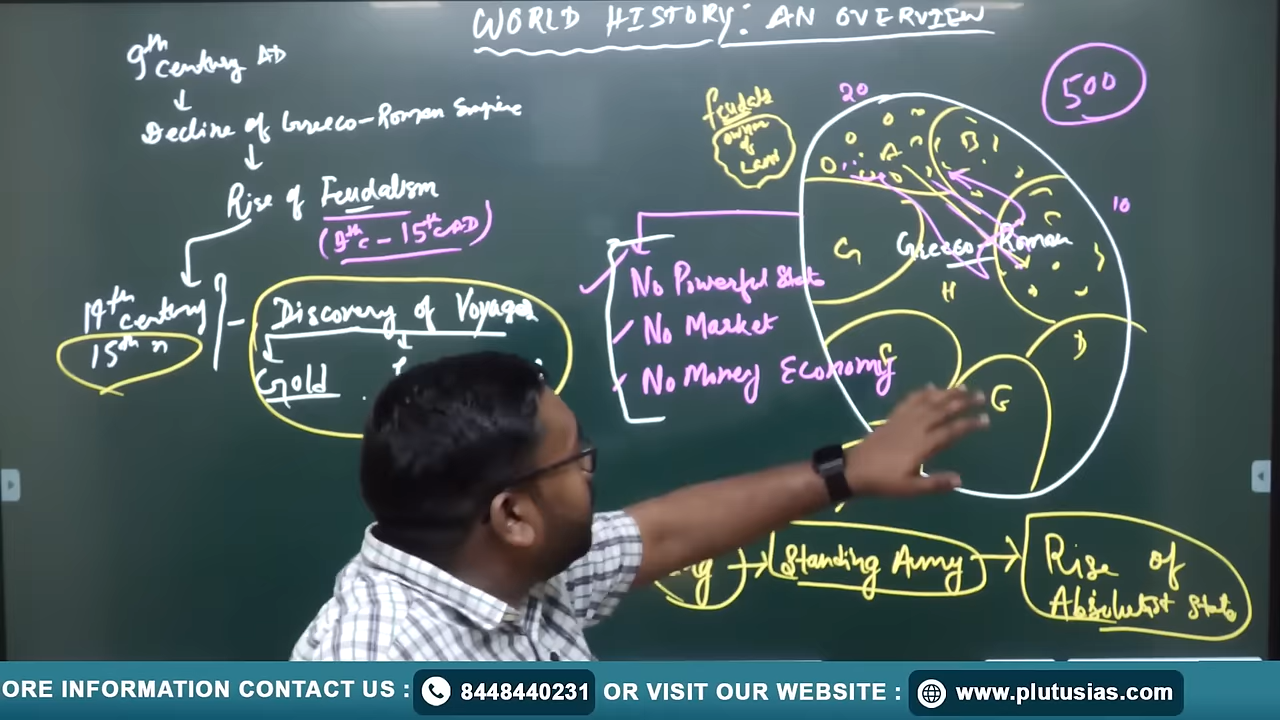 WORLD HISTORY: AN OVERVIEW
9th Century AD
Decline of Greeco-Roman Empire
Rise of Feudalism
(9th c - 15th c AD)
14th century
15th n
Discovery of Voyages
Gold
feudals
owner of Land
20
500
10
A
B
G
Greeco-Roman
H
D
G
No Powerful State
No Market
No Money Economy
Standing Army
Rise of
Absolutist State
ORE INFORMATION CONTACT US : 8448440231 OR VISIT OUR WEBSITE : www.plutusias.com